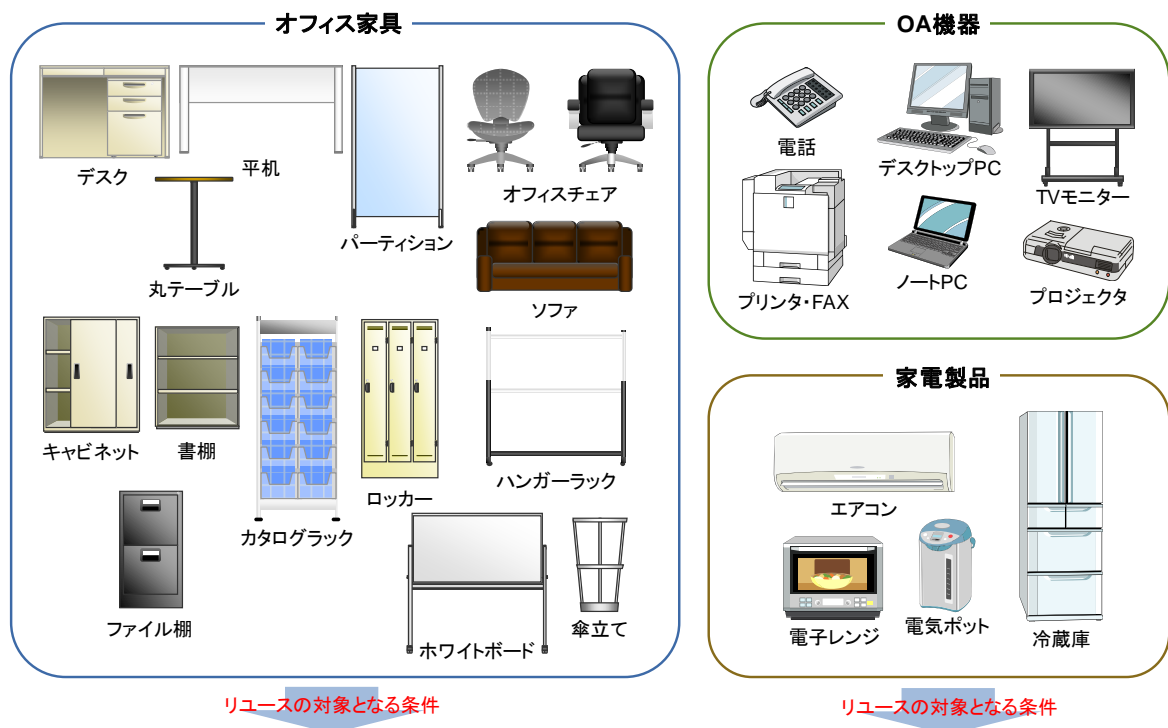 オフィス家具
デスク
平机
丸テーブル
パーティション
オフィスチェア
ソファ
キャビネット
書棚
カタログラック
ロッカー
ハンガーラック
ファイル棚
ホワイトボード
傘立て
リユースの対象となる条件
OA機器
電話
デスクトップPC
TVモニター
プリンタ・FAX
ノートPC
プロジェクタ
家電製品
エアコン
電子レンジ
電気ポット
冷蔵庫
リユースの対象となる条件